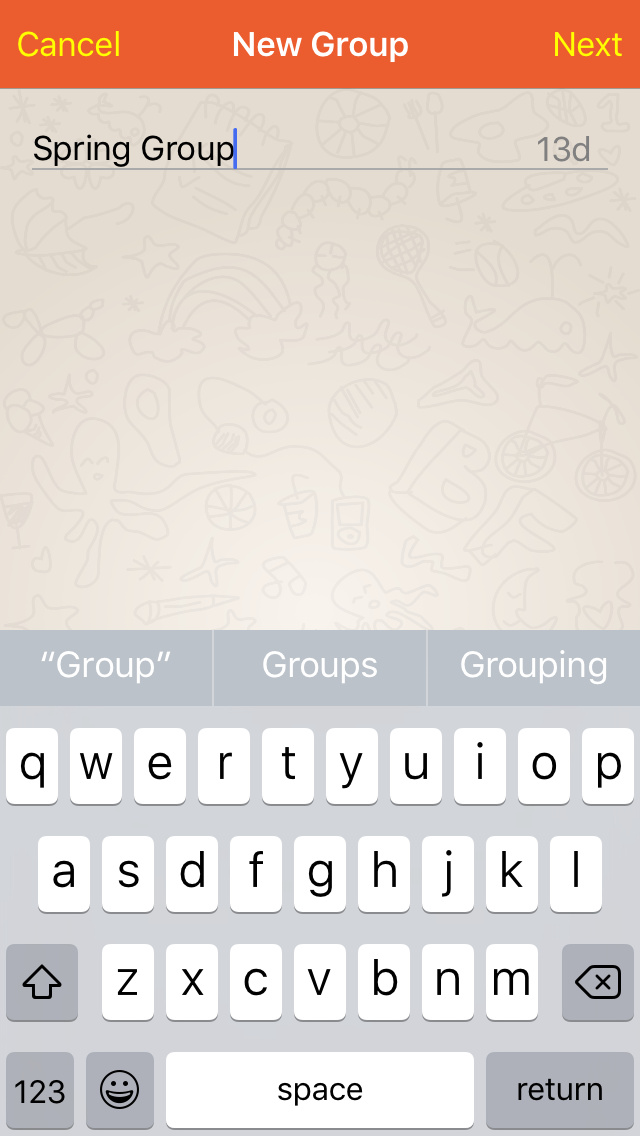 Cancel New Group Next
Spring Group 13d
“Group” Groups Grouping
q w e r t y u i o p
a s d f g h j k l
z x c v b n m
123 space return